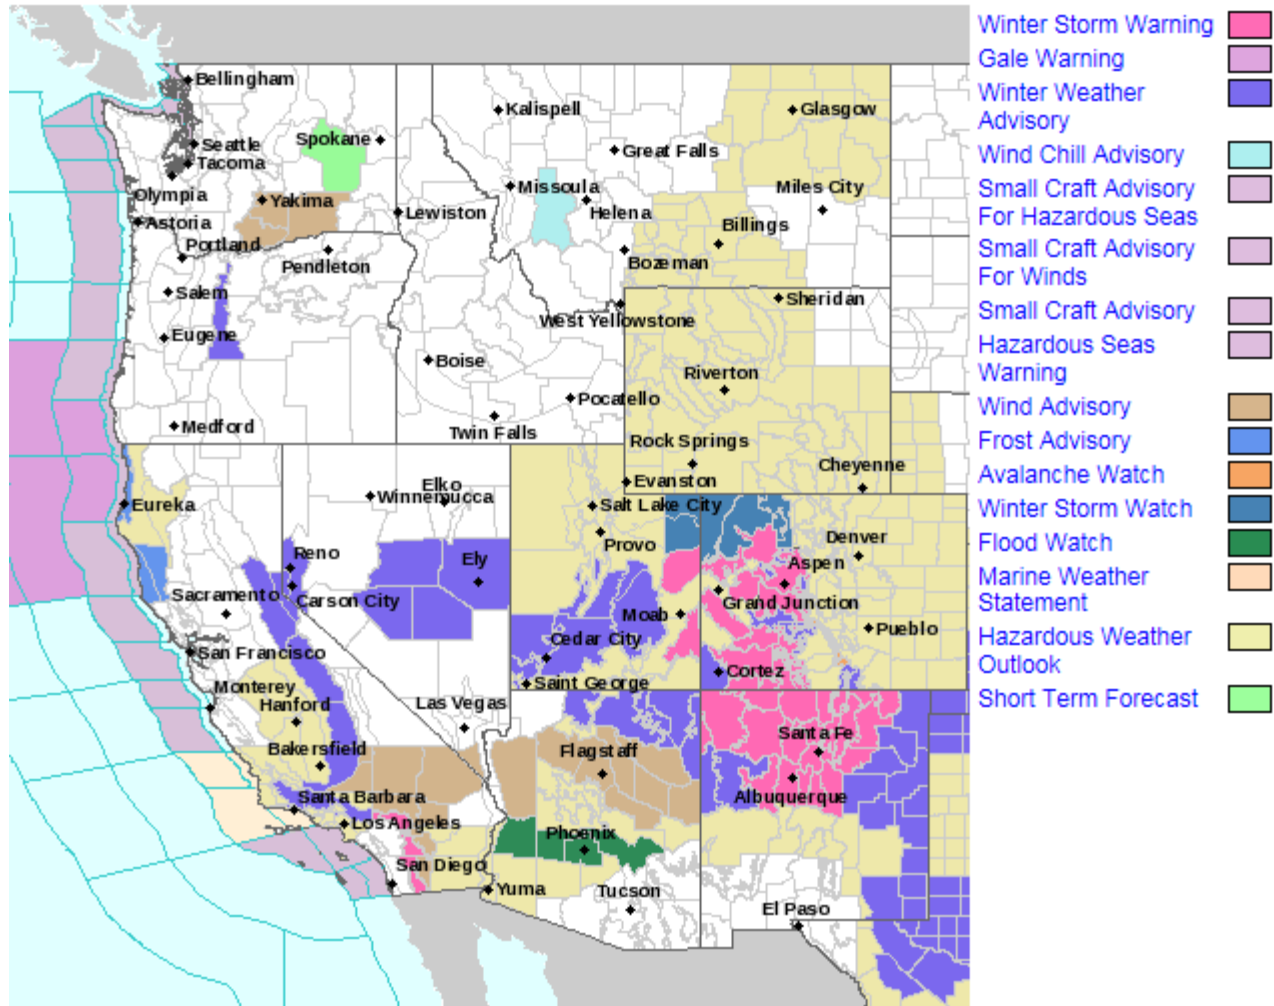 Winter Storm Warning
Gale Warning
Winter Weather
Advisory
Wind Chill Advisory
Small Craft Advisory
For Hazardous Seas
Small Craft Advisory
For Winds
Small Craft Advisory
Hazardous Seas
Warning
Wind Advisory
Frost Advisory
Avalanche Watch
Winter Storm Watch
Flood Watch
Marine Weather
Statement
Hazardous Weather
Outlook
Short Term Forecast
Bellingham
Kalispell
Glasgow
Seattle
Spokane
Great Falls
Tacoma
Olympia
Yakima
Missoula
Miles City
Astoria
Lewiston
Helena
Billings
Portland
Pendleton
Bozeman
Salem
Sheridan
West Yellowstone
Eugene
Boise
Riverton
Pocatello
Medford
Twin Falls
Rock Springs
Cheyenne
Evanston
Elko
Winnemucca
Eureka
Salt Lake City
Provo
Denver
Reno
Ely
Aspen
Sacramento
Carson City
Moab
Grand Junction
Pueblo
San Francisco
Cedar City
Cortez
Monterey
Saint George
Hanford
Las Vegas
Bakersfield
Flagstaff
Santa Fe
Santa Barbara
Albuquerque
Los Angeles
Phoenix
San Diego
Yuma
Tucson
El Paso